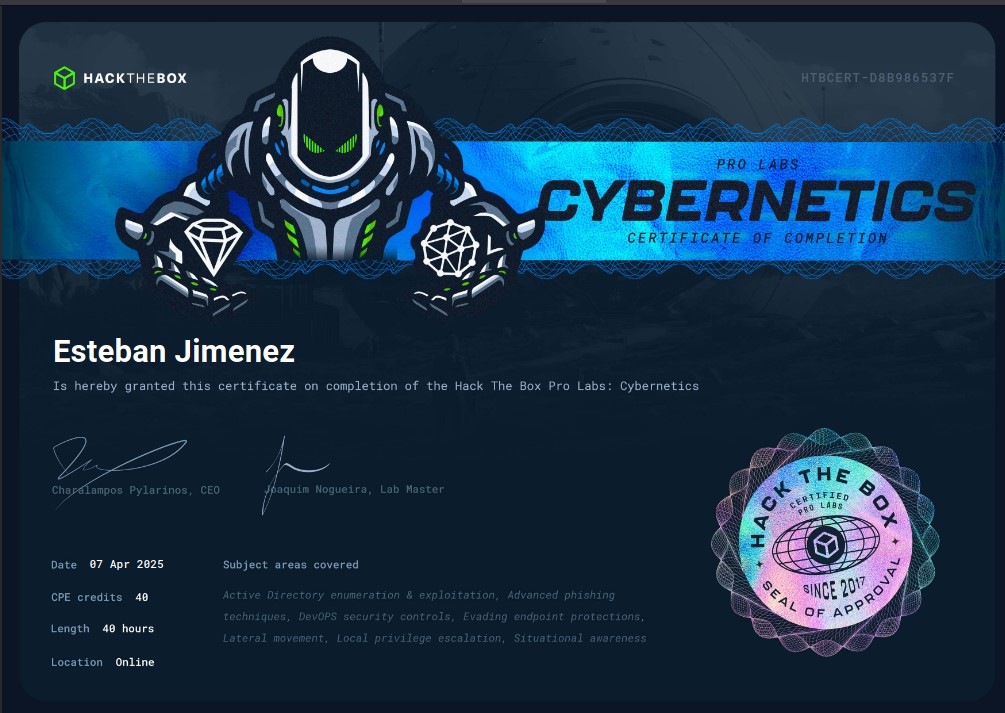 HACKTHEBOX
HTBCERT-D8B986537F
PRO LABS
CYBERNETICS
CERTIFICATE OF COMPLETION
Esteban Jimenez
Is hereby granted this certificate on completion of the Hack The Box Pro Labs: Cybernetics
Charalampos Pylarinos, CEO
Joaquim Nogueira, Lab Master
Date 07 Apr 2025
CPE credits 40
Length 40 hours
Location Online
Subject areas covered
Active Directory enumeration & exploitation, Advanced phishing
techniques, DevOPS security controls, Evading endpoint protections,
Lateral movement, Local privilege escalation, Situational awareness
HACK THE BOX
CERTIFIED
PRO LABS
SINCE 2017
SEAL OF APPROVAL